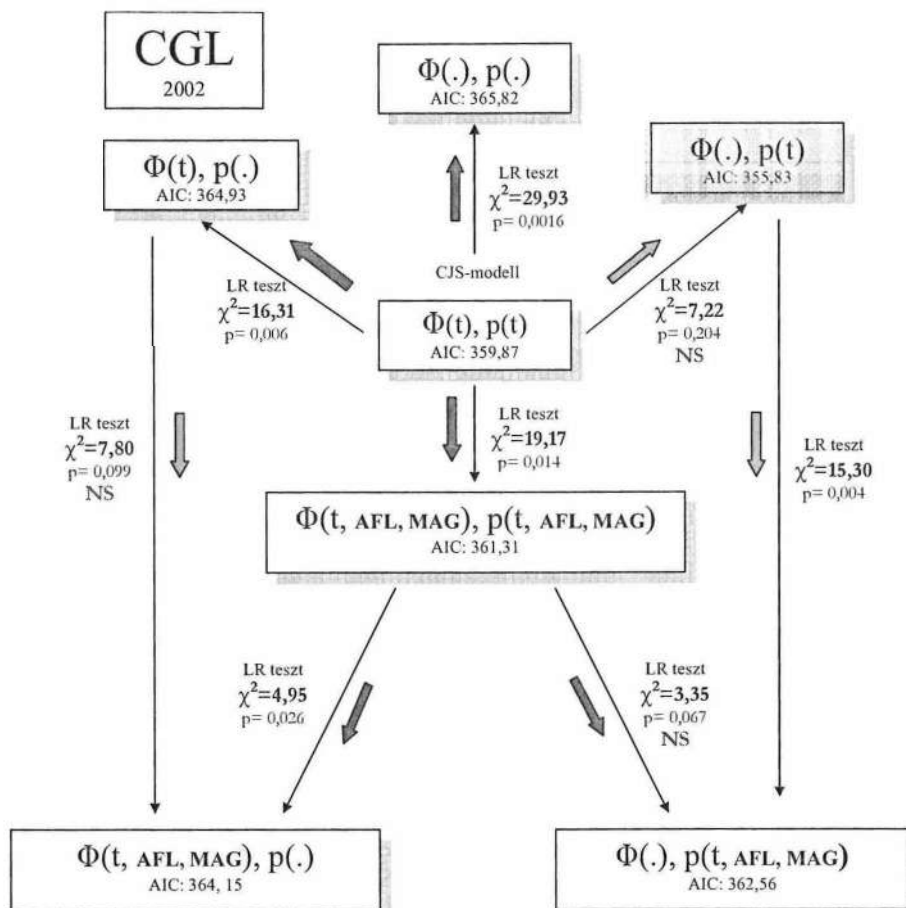 CGL
2002
Φ(.), p(.)
AIC: 365,82
Φ(t), p(.)
AIC: 364,93
Φ(.), p(t)
AIC: 355,83
LR teszt
χ²=29,93
p= 0,0016
CJS-modell
LR teszt
χ²=16,31
p= 0,006
Φ(t), p(t)
AIC: 359,87
LR teszt
χ²=7,22
p= 0,204
NS
LR teszt
χ²=7,80
p= 0,099
NS
LR teszt
χ²=19,17
p= 0,014
LR teszt
χ²=15,30
p= 0,004
Φ(t, AFL, MAG), p(t, AFL, MAG)
AIC: 361,31
LR teszt
χ²=4,95
p= 0,026
LR teszt
χ²=3,35
p= 0,067
NS
Φ(t, AFL, MAG), p(.)
AIC: 364, 15
Φ(.), p(t, AFL, MAG)
AIC: 362,56